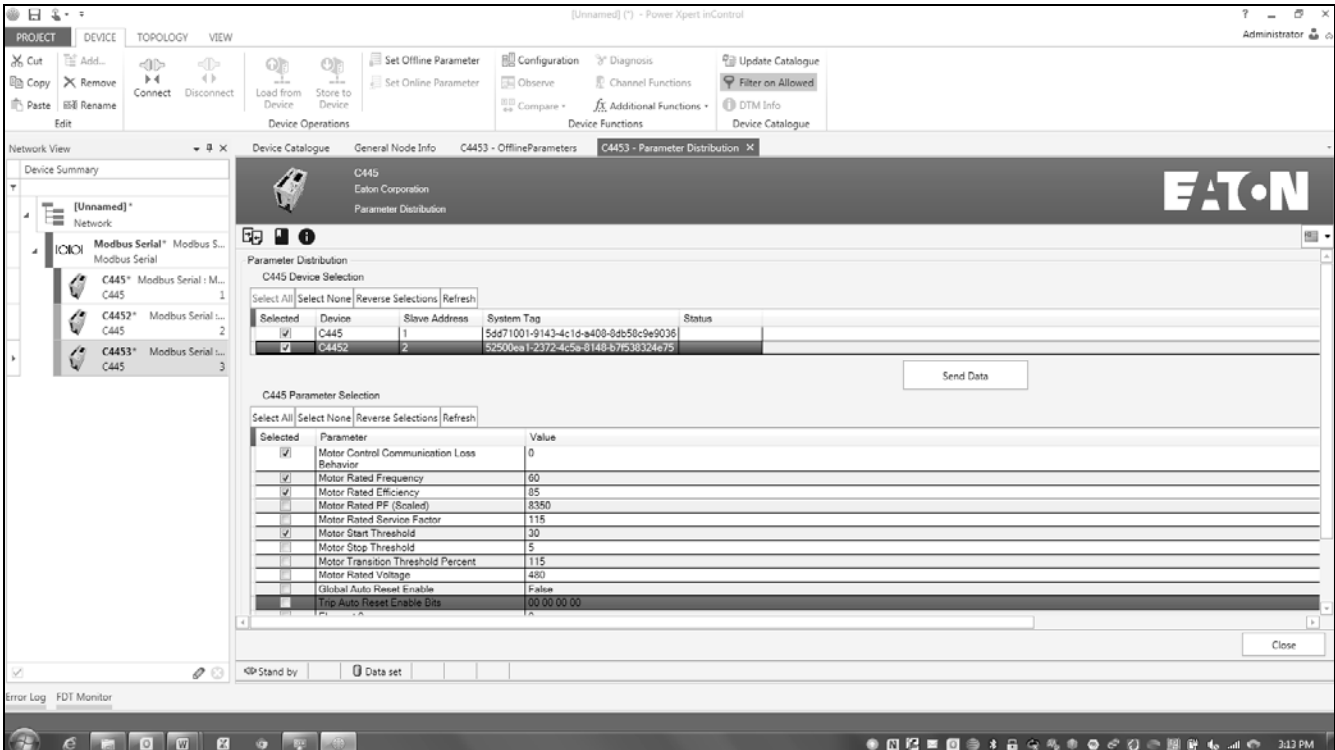 [Unnamed] (*) - Power Xpert inControl
? _ ×
PROJECT DEVICE TOPOLOGY VIEW
Administrator
Cut Add...
Copy Remove
Paste Rename
Edit
Connect Disconnect
Load from Device Store to Device
Device Operations
Set Offline Parameter
Set Online Parameter
Configuration Diagnosis
Observe Channel Functions
Compare Additional Functions
Device Functions
Update Catalogue
Filter on Allowed
DTM Info
Device Catalogue
Network View
Device Catalogue General Node Info C4453 - OfflineParameters C4453 - Parameter Distribution ×
Device Summary
[Unnamed]*
Network
Modbus Serial* Modbus S...
Modbus Serial
C445* Modbus Serial : M...
C445 1
C4452* Modbus Serial :...
C445 2
C4453* Modbus Serial :...
C445 3
C445
Eaton Corporation
Parameter Distribution
EATON
Parameter Distribution
C445 Device Selection
Select All Select None Reverse Selections Refresh
Selected Device Slave Address System Tag Status
C445 1 5dd71001-9143-4c1d-a408-8db58c9e9036
C4452 2 52500ea1-2372-4c5a-8148-b7f538324e75
Send Data
C445 Parameter Selection
Select All Select None Reverse Selections Refresh
Selected Parameter Value
Motor Control Communication Loss 0
Behavior
Motor Rated Frequency 60
Motor Rated Efficiency 85
Motor Rated PF (Scaled) 8350
Motor Rated Service Factor 115
Motor Start Threshold 30
Motor Stop Threshold 5
Motor Transition Threshold Percent 115
Motor Rated Voltage 480
Global Auto Reset Enable False
Trip Auto Reset Enable Bits 00 00 00 00
Close
Stand by Data set
Error Log FDT Monitor
3:13 PM